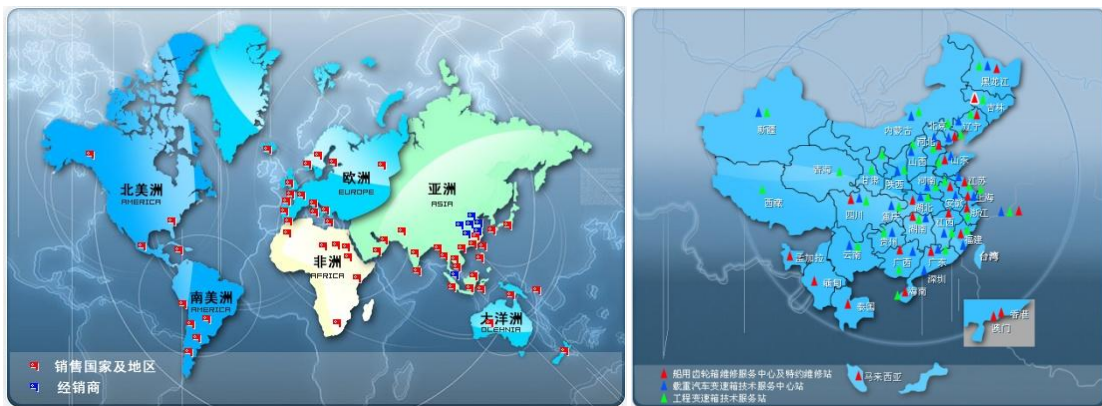 北美洲
AMERICA
欧洲
EUROPE
亚洲
ASIA
非洲
AFRICA
南美洲
AMERICA
大洋洲
OLEHNIA
销售国家及地区
经销商
黑龙江
吉林
辽宁
内蒙古
北京
河北
新疆
山西
山东
青海
甘肃
陕西
河南
江苏
西藏
安徽
上海
四川
重庆
湖北
浙江
湖南
江西
贵州
福建
云南
广西
广东
台湾
孟加拉
深圳
缅甸
海南
泰国
香港
澳门
马来西亚
船用齿轮箱维修服务中心及特约维修站
载重汽车变速箱技术服务中心站
工程变速箱技术服务站